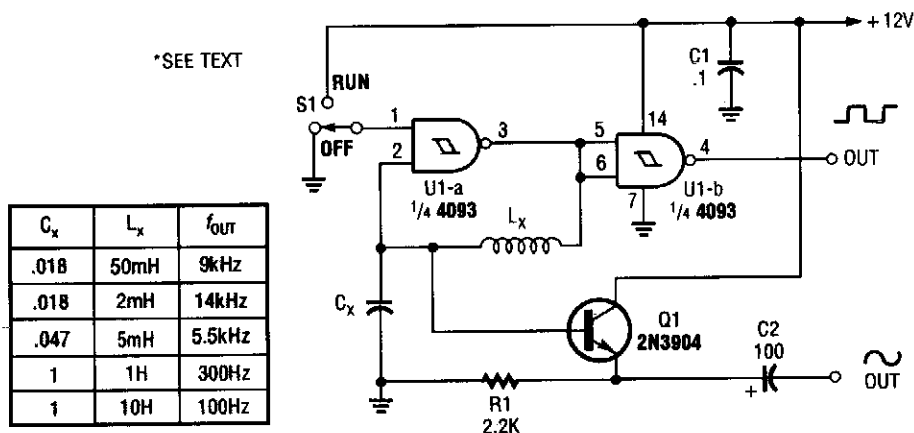 + 12V
*SEE TEXT
C1
.1
RUN
S1
OFF
1
2
3
5
6
14
4
7
OUT
U1-a
1/4 4093
U1-b
1/4 4093
Lx
Cx
Q1
2N3904
C2
100
+
OUT
R1
2.2K
Cx Lx fOUT
.018 50mH 9kHz
.018 2mH 14kHz
.047 5mH 5.5kHz
1 1H 300Hz
1 10H 100Hz